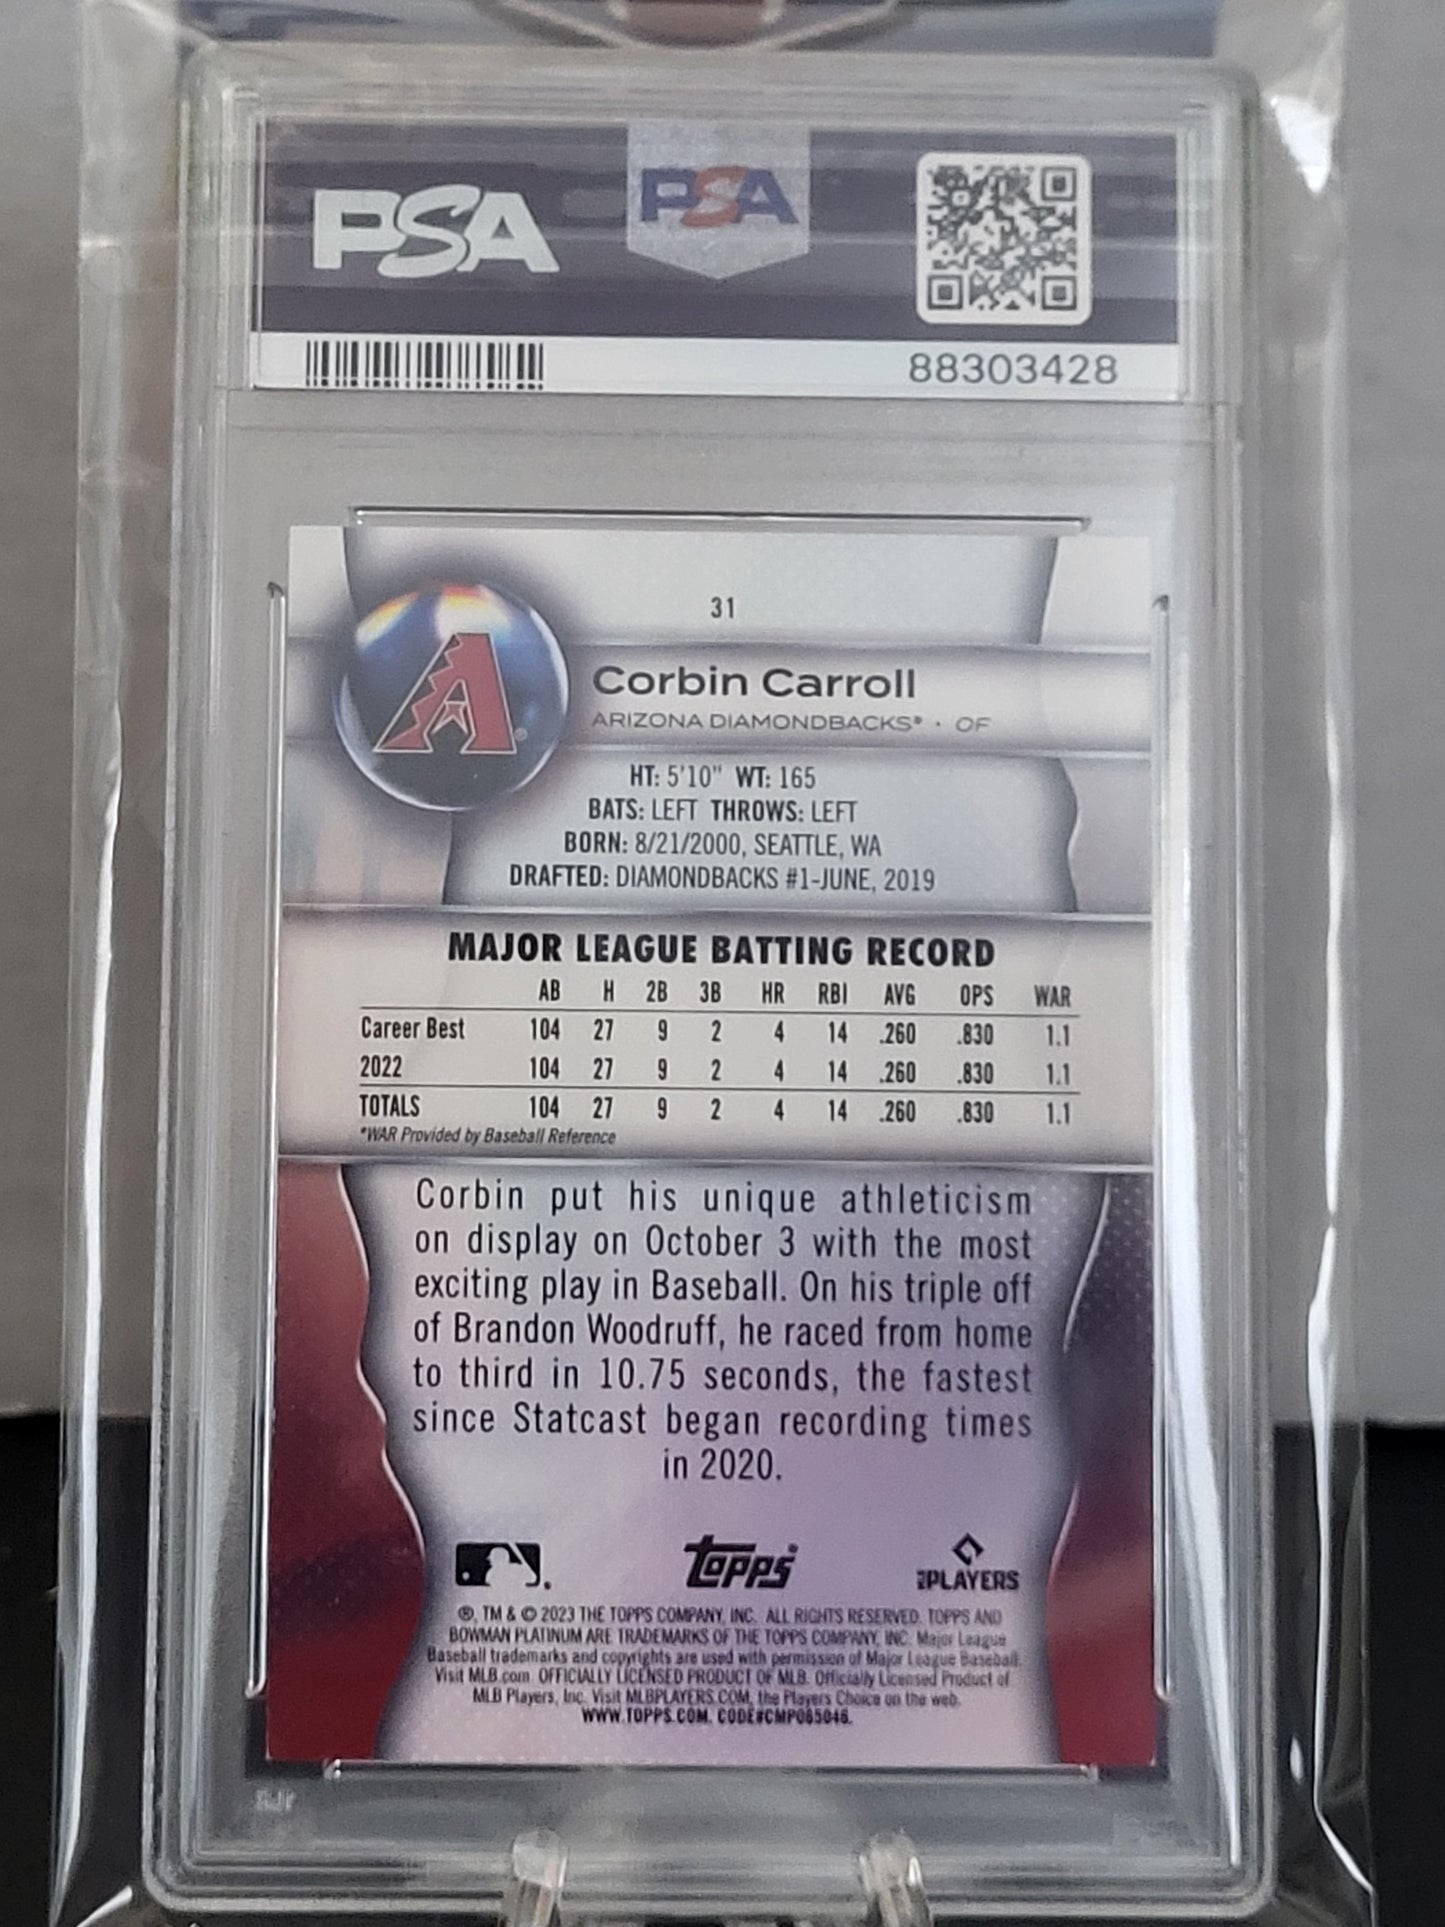 PSA
PSA
88303428
31
A
Corbin Carroll
ARIZONA DIAMONDBACKS® · OF
HT: 5'10" WT: 165
BATS: LEFT THROWS: LEFT
BORN: 8/21/2000, SEATTLE, WA
DRAFTED: DIAMONDBACKS #1-JUNE, 2019
MAJOR LEAGUE BATTING RECORD
AB H 2B 3B HR RBI AVG OPS WAR
Career Best 104 27 9 2 4 14 .260 .830 1.1
2022 104 27 9 2 4 14 .260 .830 1.1
TOTALS 104 27 9 2 4 14 .260 .830 1.1
*WAR Provided by Baseball Reference
Corbin put his unique athleticism
on display on October 3 with the most
exciting play in Baseball. On his triple off
of Brandon Woodruff, he raced from home
to third in 10.75 seconds, the fastest
since Statcast began recording times
in 2020.
topps
MLBPLAYERS
®, TM & © 2023 THE TOPPS COMPANY, INC. ALL RIGHTS RESERVED. TOPPS AND
BOWMAN PLATINUM ARE TRADEMARKS OF THE TOPPS COMPANY, INC. Major League
Baseball trademarks and copyrights are used with permission of Major League Baseball.
Visit MLB.com. OFFICIALLY LICENSED PRODUCT OF MLB. Officially Licensed Product of
MLB Players, Inc. Visit MLBPLAYERS.COM, the Players Choice on the web.
WWW.TOPPS.COM. CODE#CMP065046.